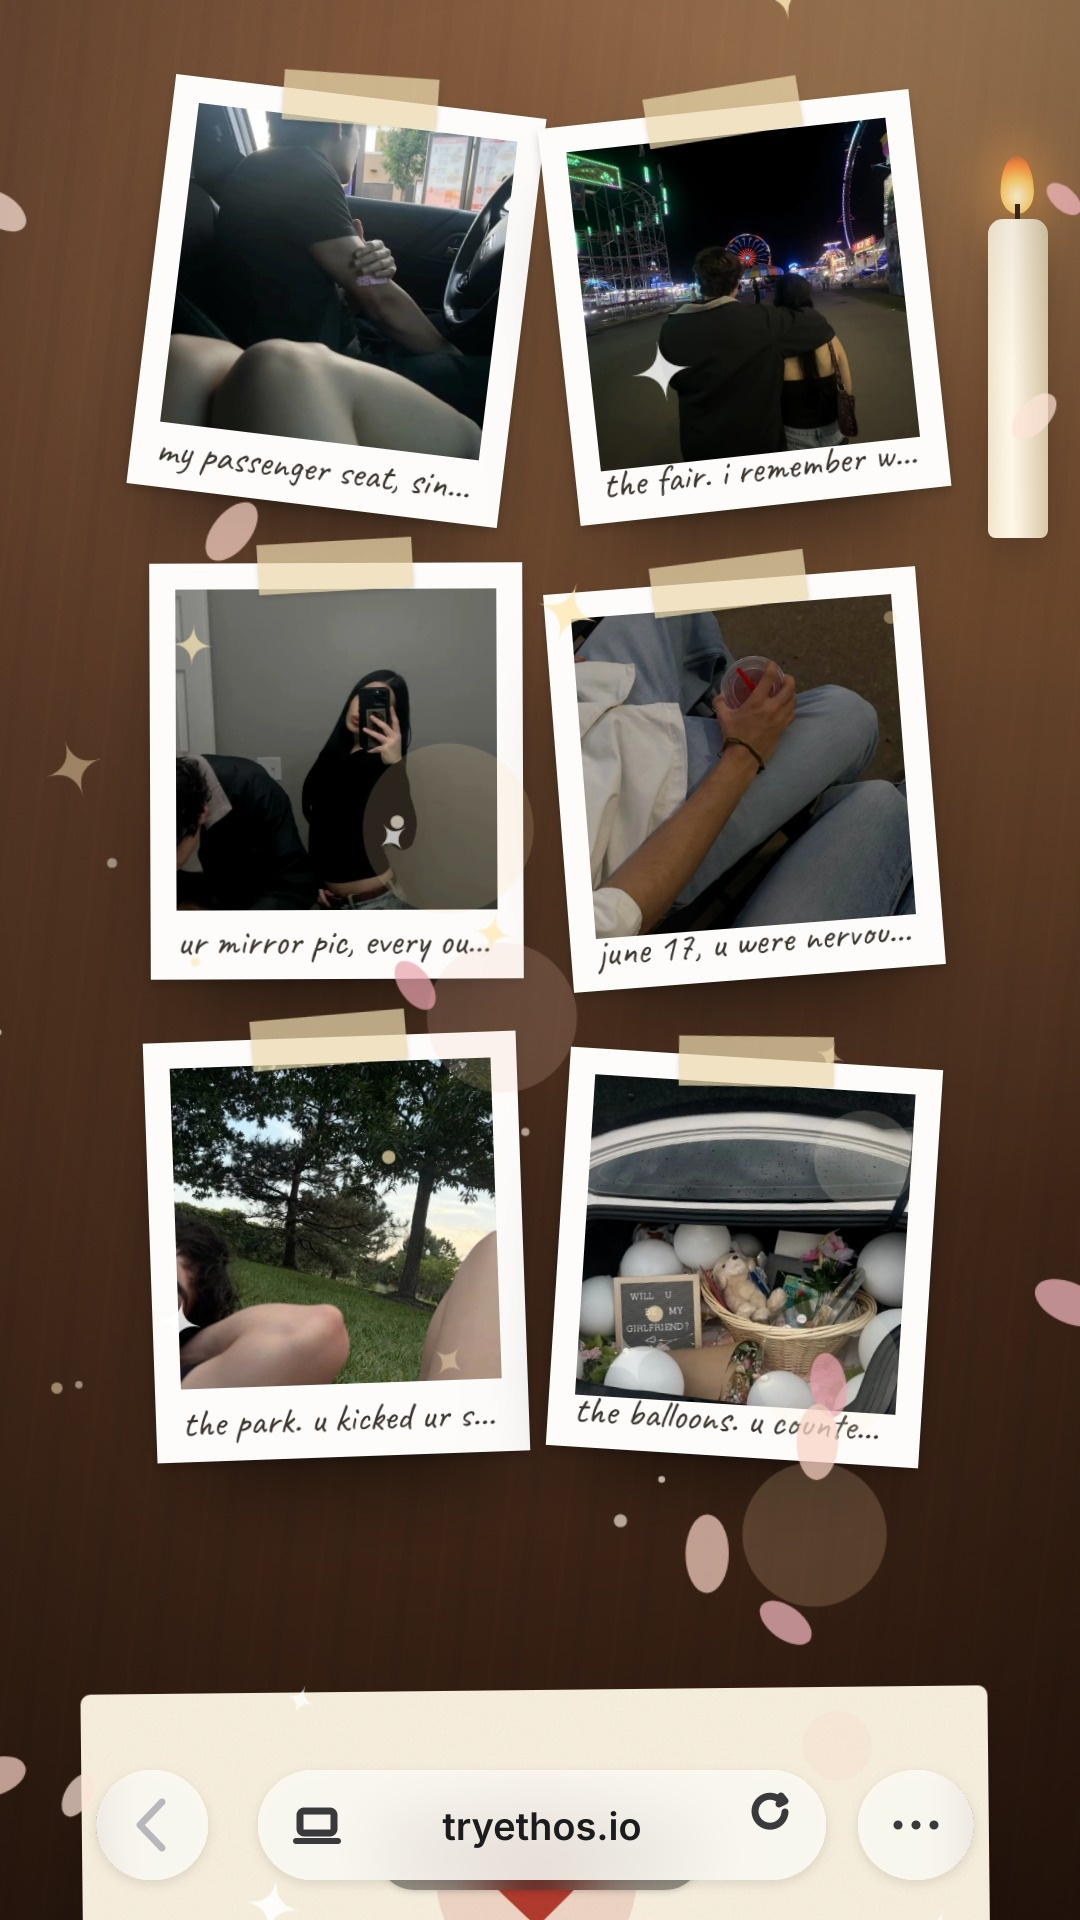 my passenger seat, sin...
the fair. i remember w...
ur mirror pic, every ou...
june 17, u were nervou...
the park. u kicked ur s...
WILL U
BE MY
GIRLFRIEND?
the balloons. u counte...
tryethos.io